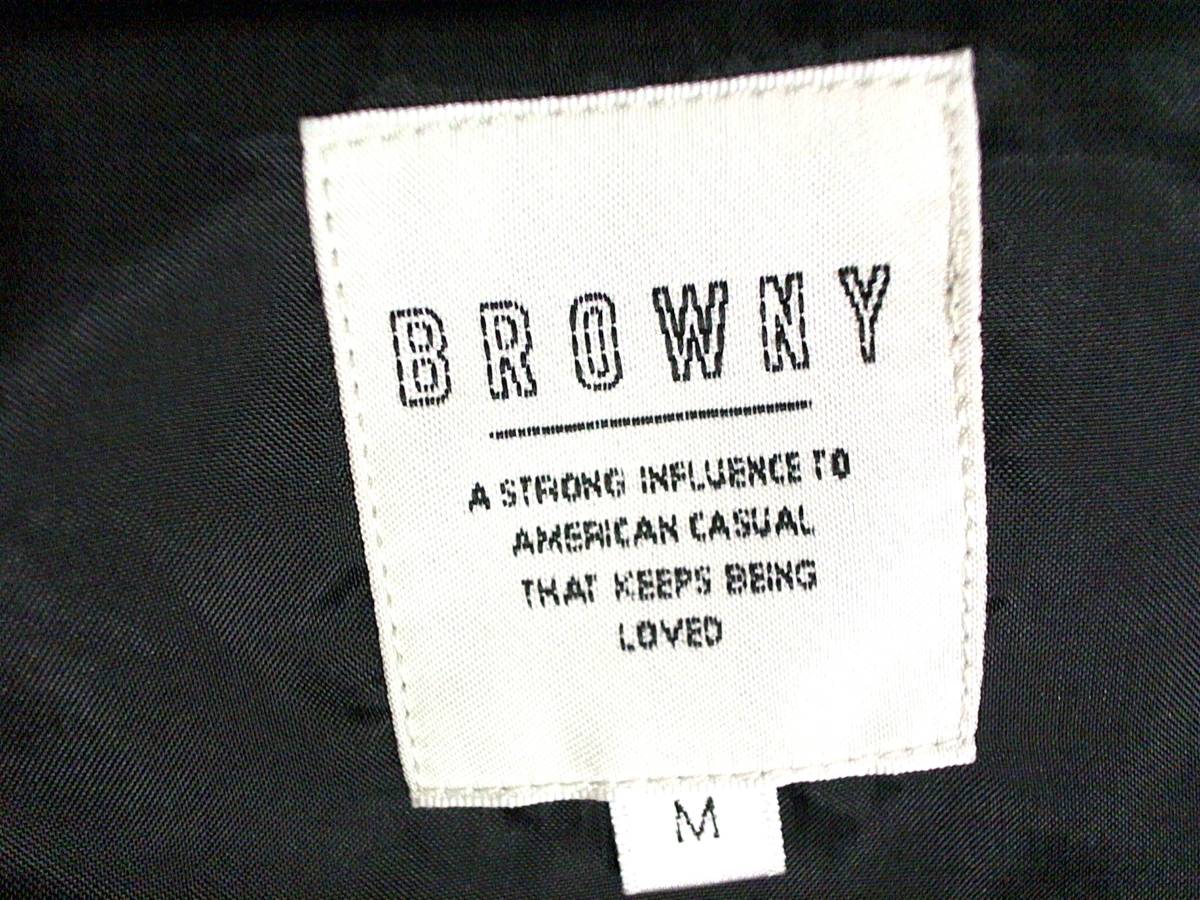 BROWNY
A STRONG INFLUENCE TO
AMERICAN CASUAL
THAT KEEPS BEING
LOVED
M